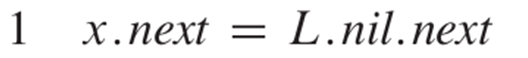 1 x.next = L.nil.next